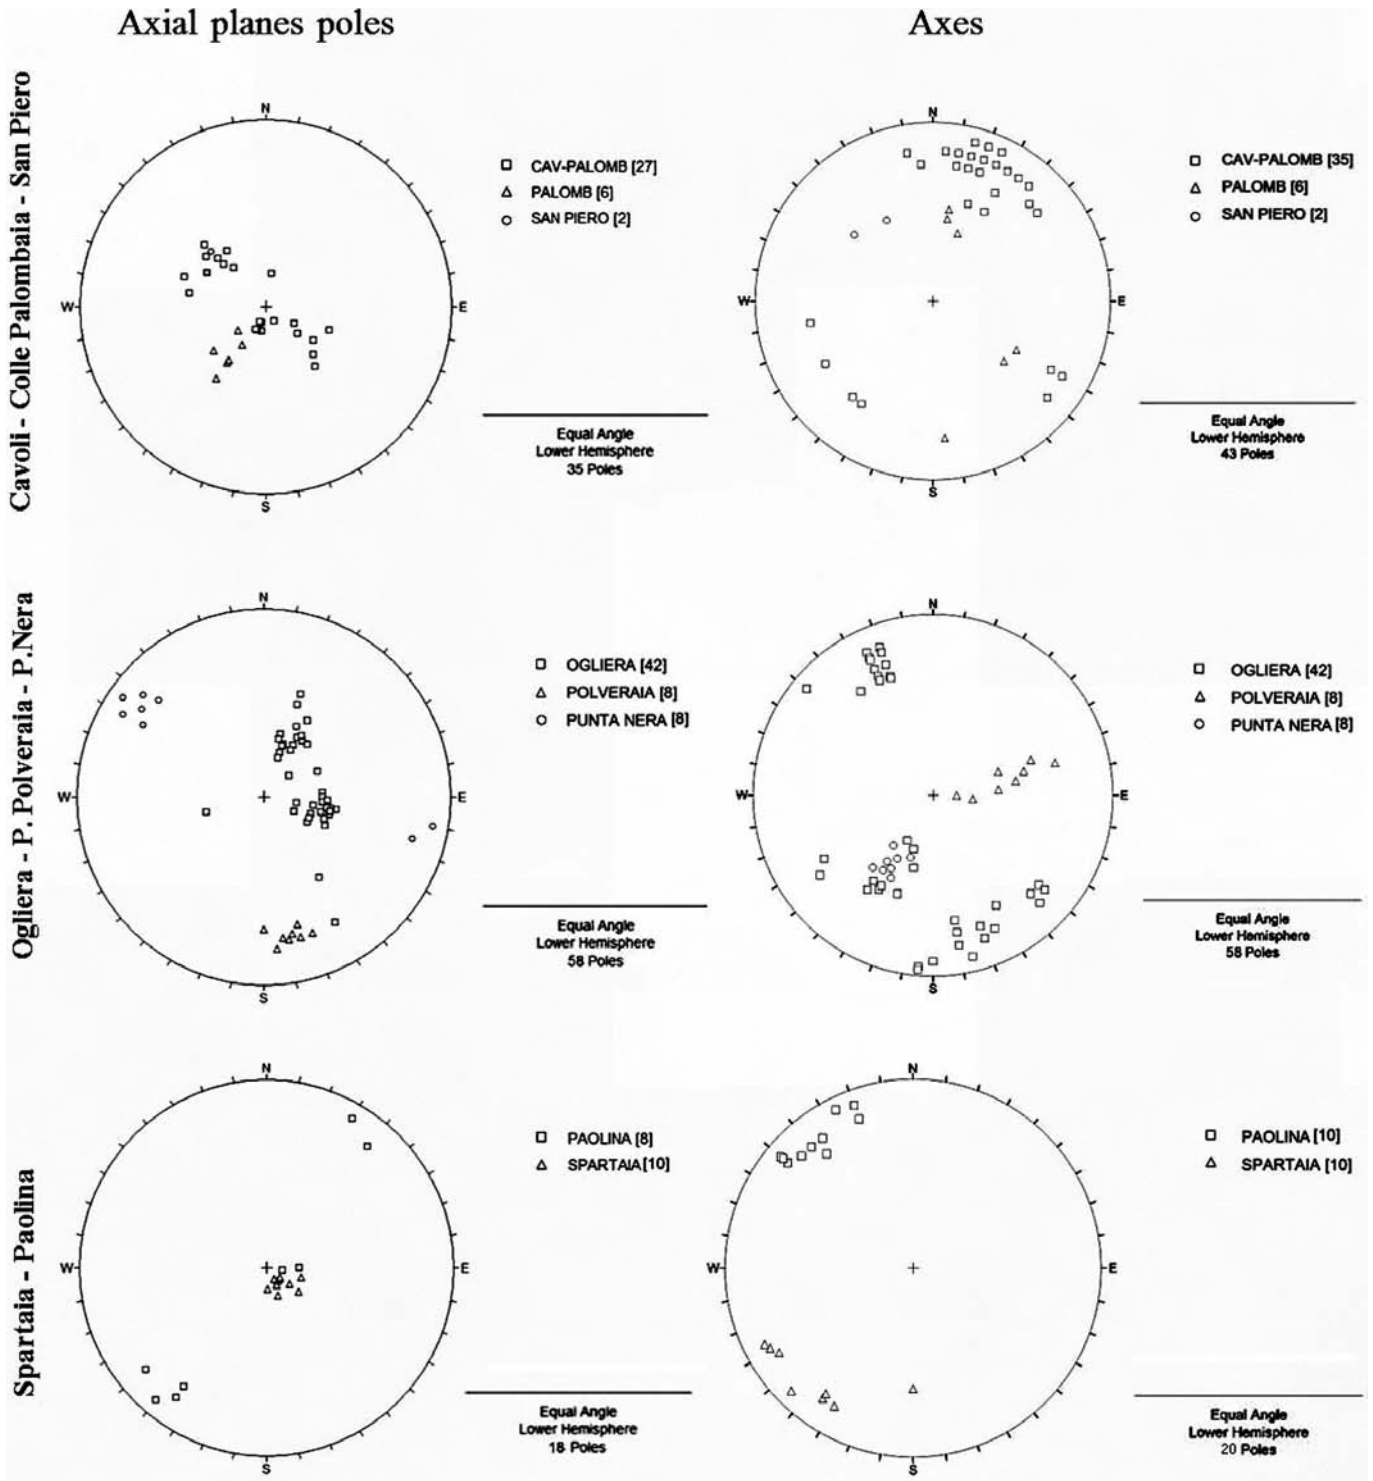 Axial planes poles
Axes
Cavoli - Colle Palombaia - San Piero
N
W
E
S
CAV-PALOMB [27]
PALOMB [6]
SAN PIERO [2]
Equal Angle
Lower Hemisphere
35 Poles
N
W
E
S
CAV-PALOMB [35]
PALOMB [6]
SAN PIERO [2]
Equal Angle
Lower Hemisphere
43 Poles
Ogliera - P. Polveraia - P.Nera
N
W
E
S
OGLIERA [42]
POLVERAIA [8]
PUNTA NERA [8]
Equal Angle
Lower Hemisphere
58 Poles
N
W
E
S
OGLIERA [42]
POLVERAIA [8]
PUNTA NERA [8]
Equal Angle
Lower Hemisphere
58 Poles
Spartaia - Paolina
N
W
E
S
PAOLINA [8]
SPARTAIA [10]
Equal Angle
Lower Hemisphere
18 Poles
N
W
E
S
PAOLINA [10]
SPARTAIA [10]
Equal Angle
Lower Hemisphere
20 Poles